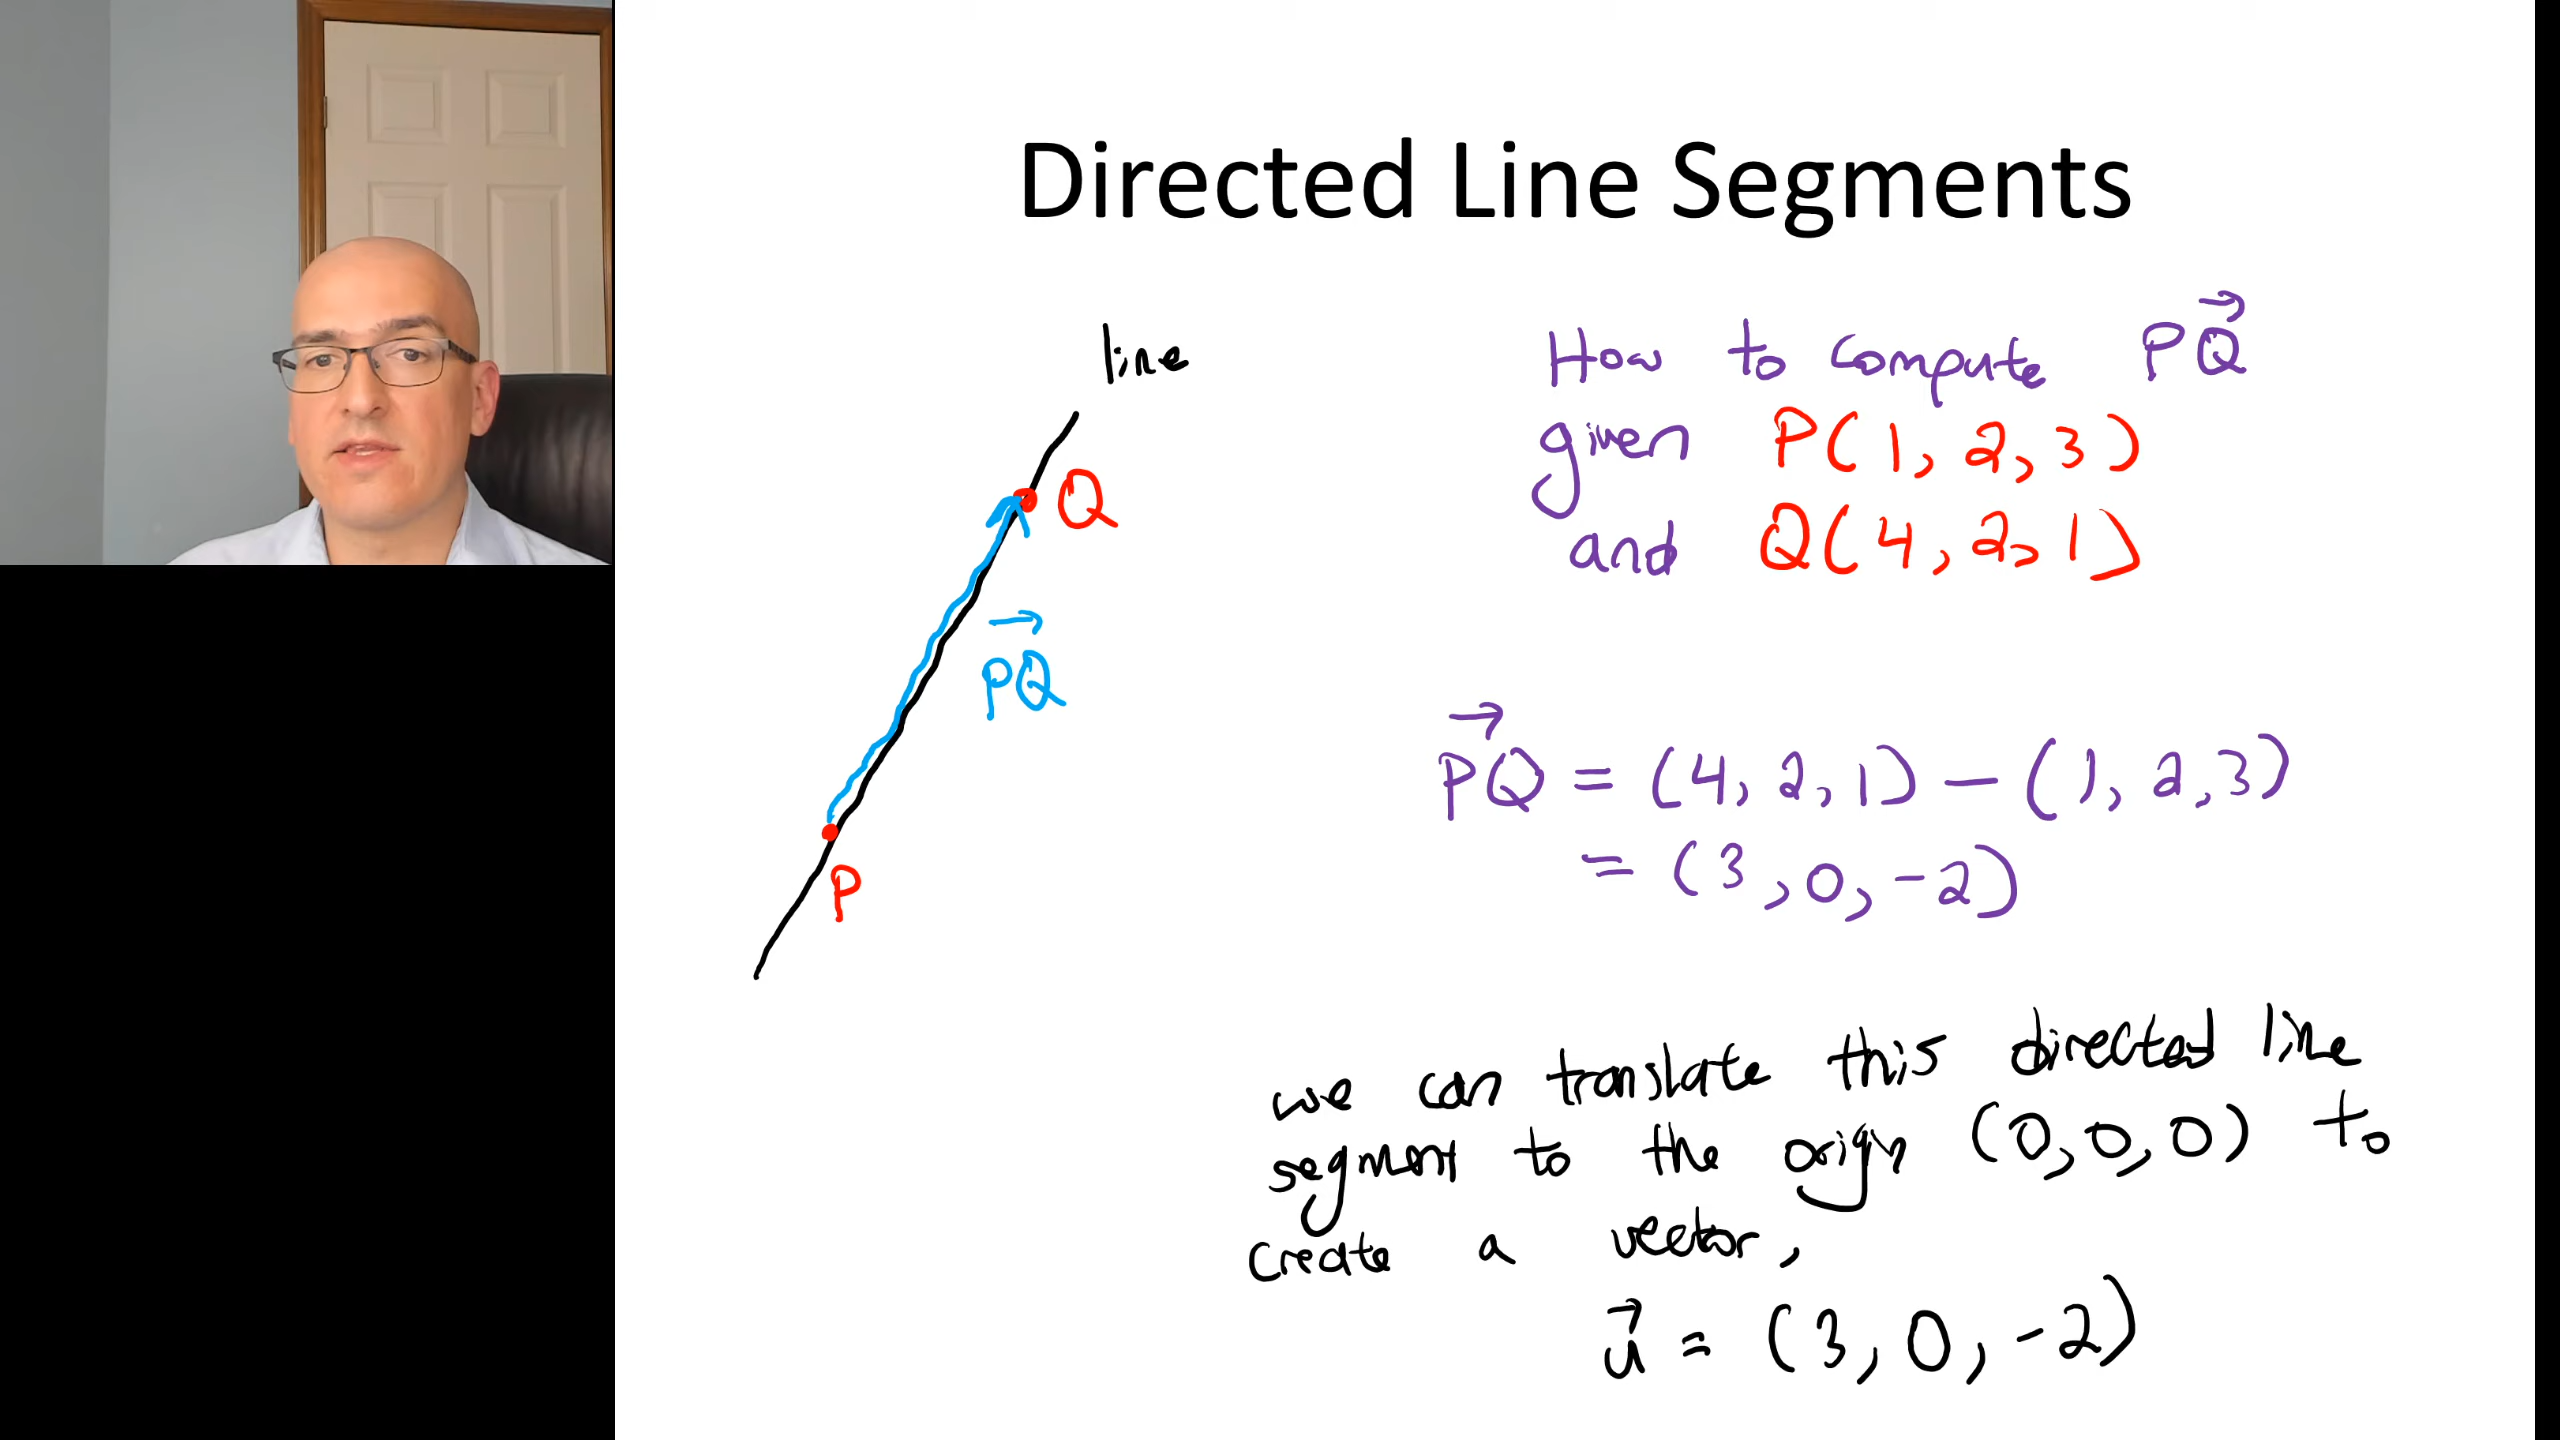 Directed Line Segments
line
Q
PQ
P
How to compute PQ
given P(1, 2, 3)
and Q(4, 2, 1)
PQ = (4, 2, 1) - (1, 2, 3)
= (3, 0, -2)
we can translate this directed line
segment to the origin (0, 0, 0) to
create a vector,
u = (3, 0, -2)